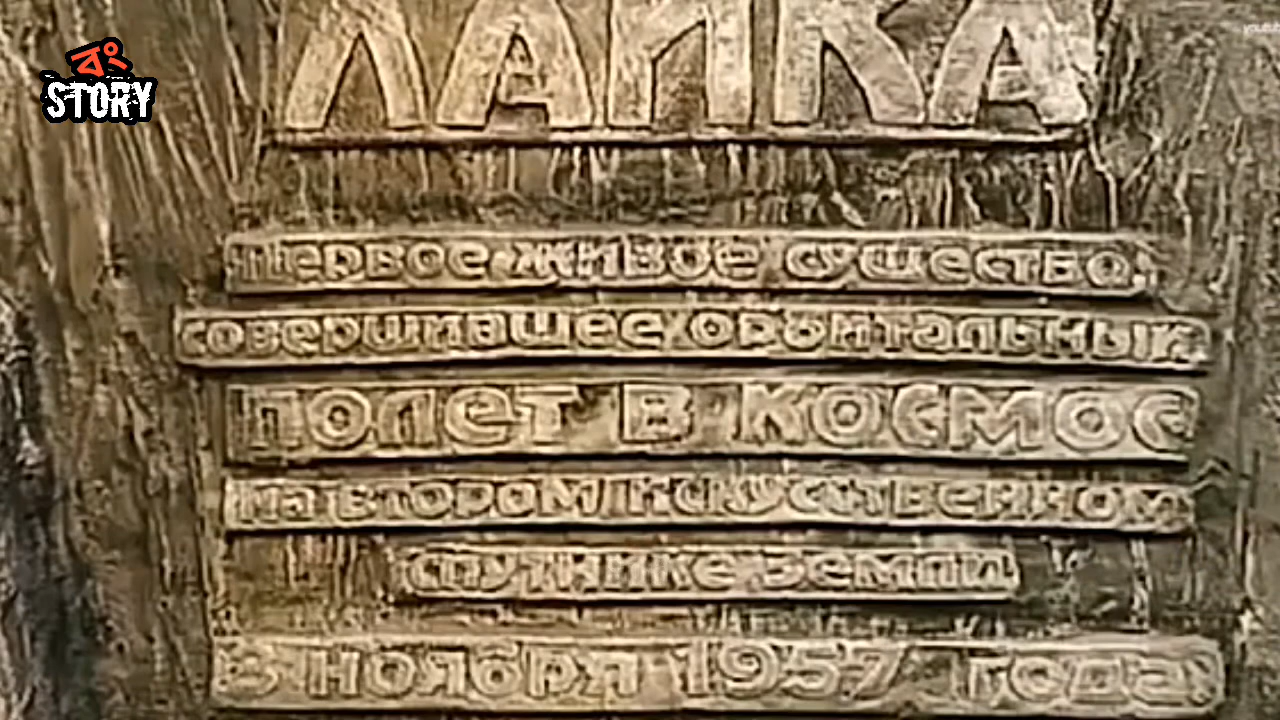 বং
STORY
ЛАЙКА
первое живое существо,
совершившее орбитальный
полет в космос
на втором искусственном
спутнике земли
3 ноября 1957 года